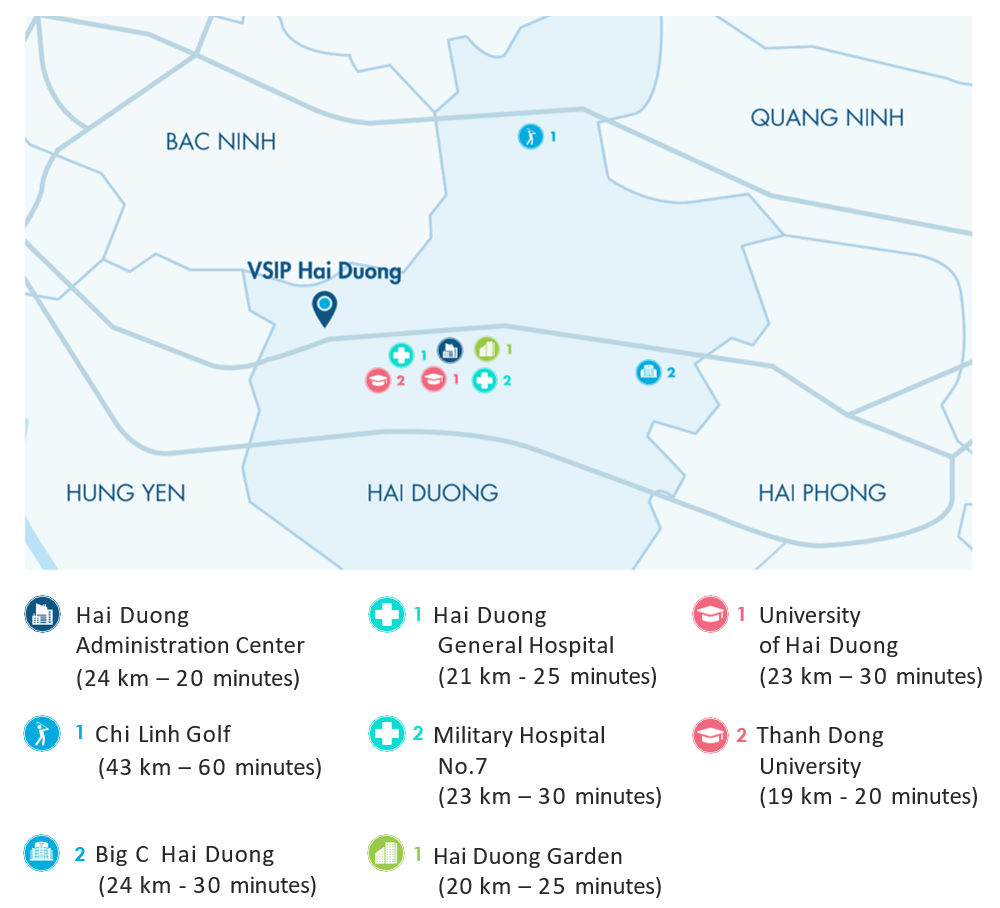 QUANG NINH
BAC NINH
1
VSIP Hai Duong
1
1
2
2
1
2
HUNG YEN
HAI DUONG
HAI PHONG
Hai Duong
Administration Center
(24 km – 20 minutes)
1 Hai Duong
General Hospital
(21 km - 25 minutes)
1 University
of Hai Duong
(23 km – 30 minutes)
1 Chi Linh Golf
(43 km – 60 minutes)
2 Military Hospital
No.7
(23 km – 30 minutes)
2 Thanh Dong
University
(19 km - 20 minutes)
2 Big C Hai Duong
(24 km - 30 minutes)
1 Hai Duong Garden
(20 km – 25 minutes)